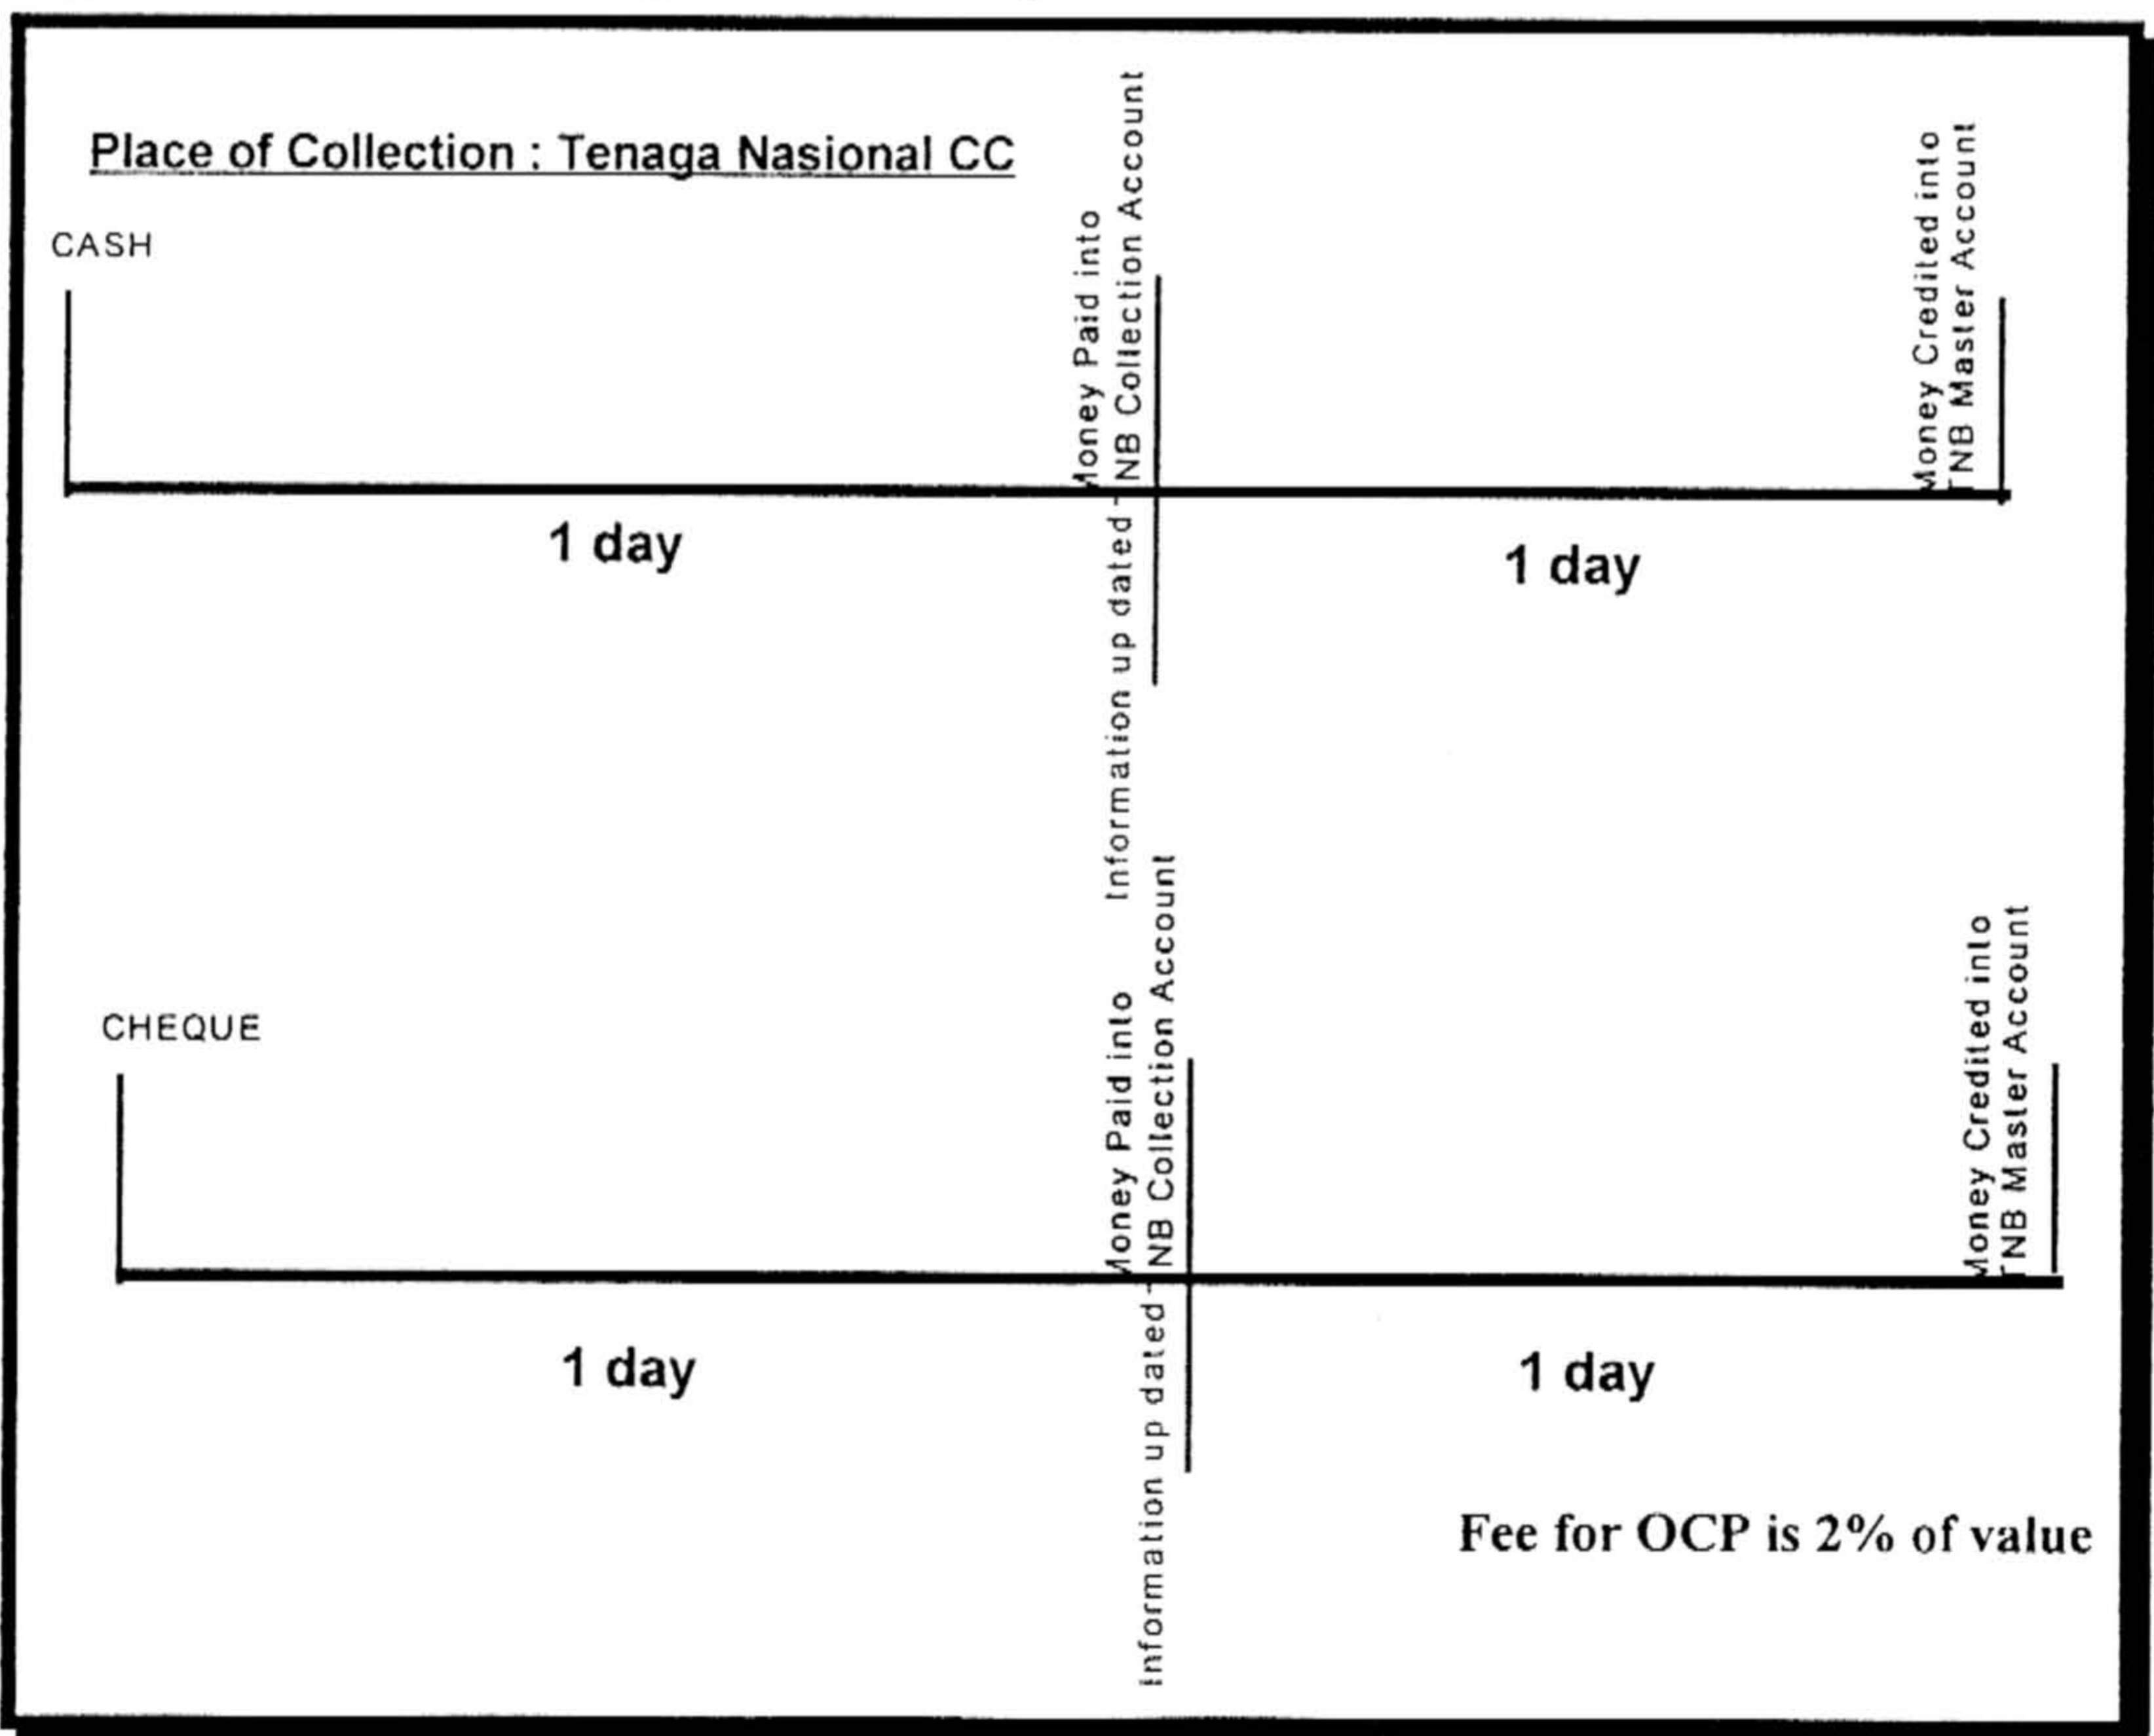 Place of Collection : Tenaga Nasional CC
CASH
Money Paid into
TNB Collection Account
Money Credited into
TNB Master Account
1 day
Information up dated
1 day
CHEQUE
Money Paid into
TNB Collection Account
Money Credited into
TNB Master Account
1 day
Information up dated
1 day
Fee for OCP is 2% of value